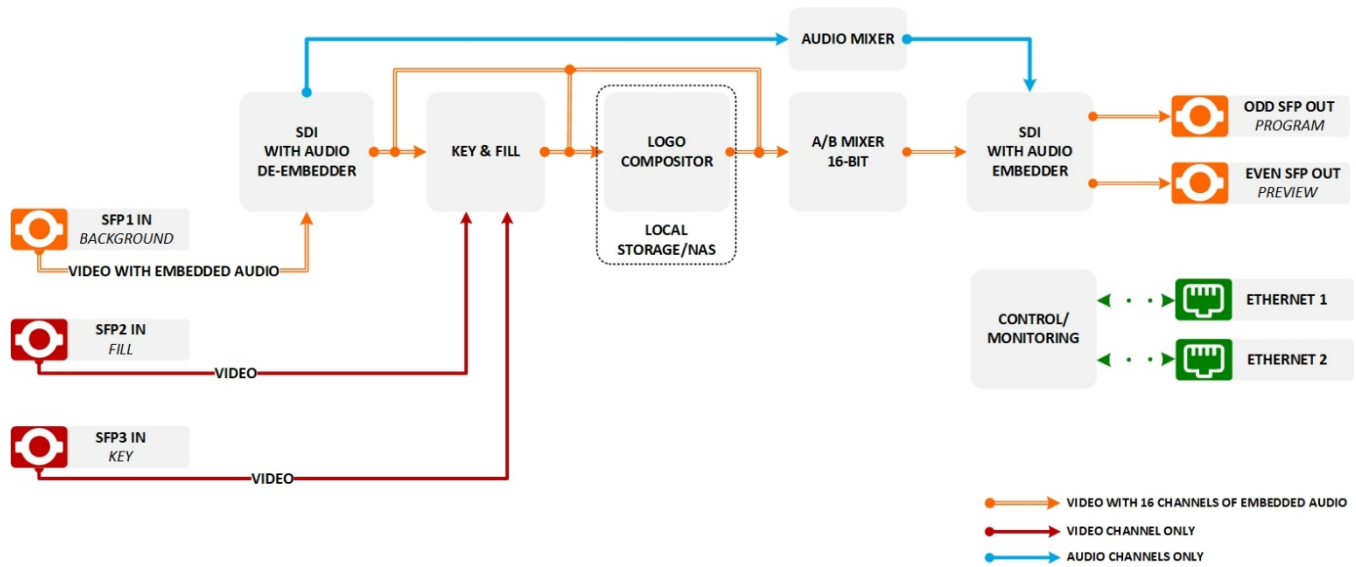 AUDIO MIXER
SDI
WITH AUDIO
DE-EMBEDDER
KEY & FILL
LOGO
COMPOSITOR
LOCAL
STORAGE/NAS
A/B MIXER
16-BIT
SDI
WITH AUDIO
EMBEDDER
ODD SFP OUT
PROGRAM
EVEN SFP OUT
PREVIEW
SFP1 IN
BACKGROUND
VIDEO WITH EMBEDDED AUDIO
SFP2 IN
FILL
VIDEO
SFP3 IN
KEY
VIDEO
CONTROL/
MONITORING
ETHERNET 1
ETHERNET 2
VIDEO WITH 16 CHANNELS OF EMBEDDED AUDIO
VIDEO CHANNEL ONLY
AUDIO CHANNELS ONLY